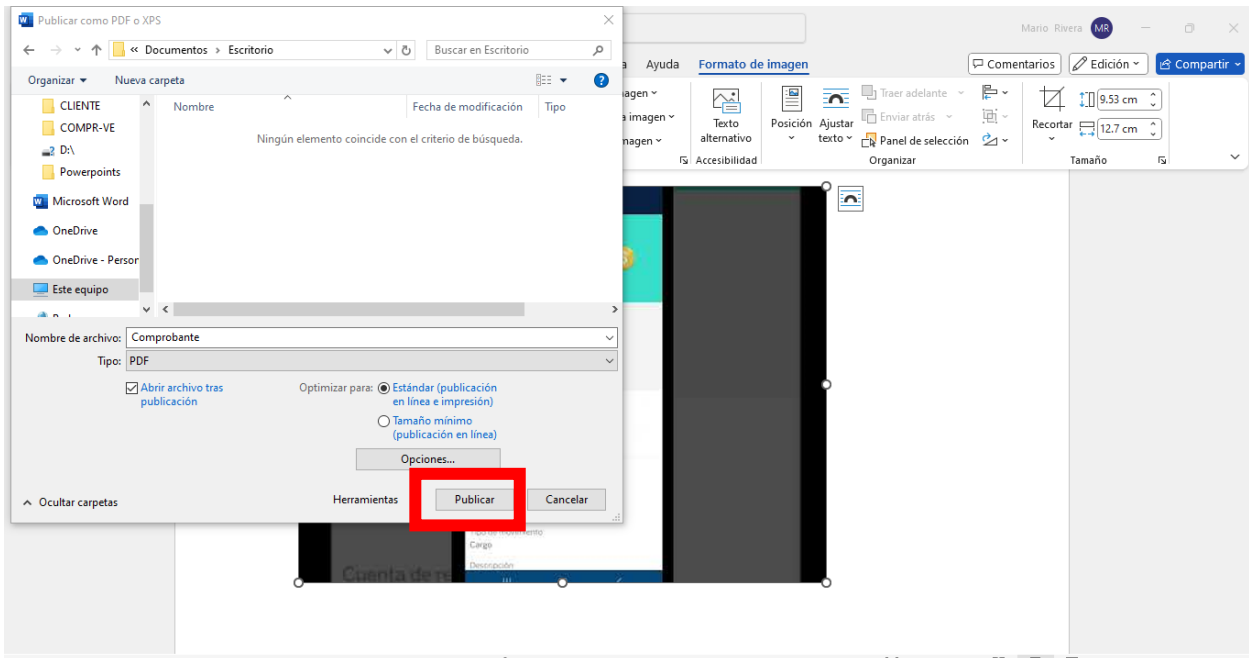 Publicar como PDF o XPS
« Documentos › Escritorio
Buscar en Escritorio
Organizar
Nueva carpeta
CLIENTE
COMPR-VE
D:\
Powerpoints
Microsoft Word
OneDrive
OneDrive - Person
Este equipo
Nombre
Fecha de modificación
Tipo
Ningún elemento coincide con el criterio de búsqueda.
Nombre de archivo: Comprobante
Tipo: PDF
Abrir archivo tras
publicación
Optimizar para:
Estándar (publicación
en línea e impresión)
Tamaño mínimo
(publicación en línea)
Opciones...
Ocultar carpetas
Herramientas
Publicar
Cancelar
Mario Rivera
MR
Ayuda
Formato de imagen
Comentarios
Edición
Compartir
Texto
alternativo
Accesibilidad
Posición
Ajustar
texto
Traer adelante
Enviar atrás
Panel de selección
Organizar
Recortar
9.53 cm
12.7 cm
Tamaño
Tipo de movimiento
Cargo
Descripción
Cuenta de re